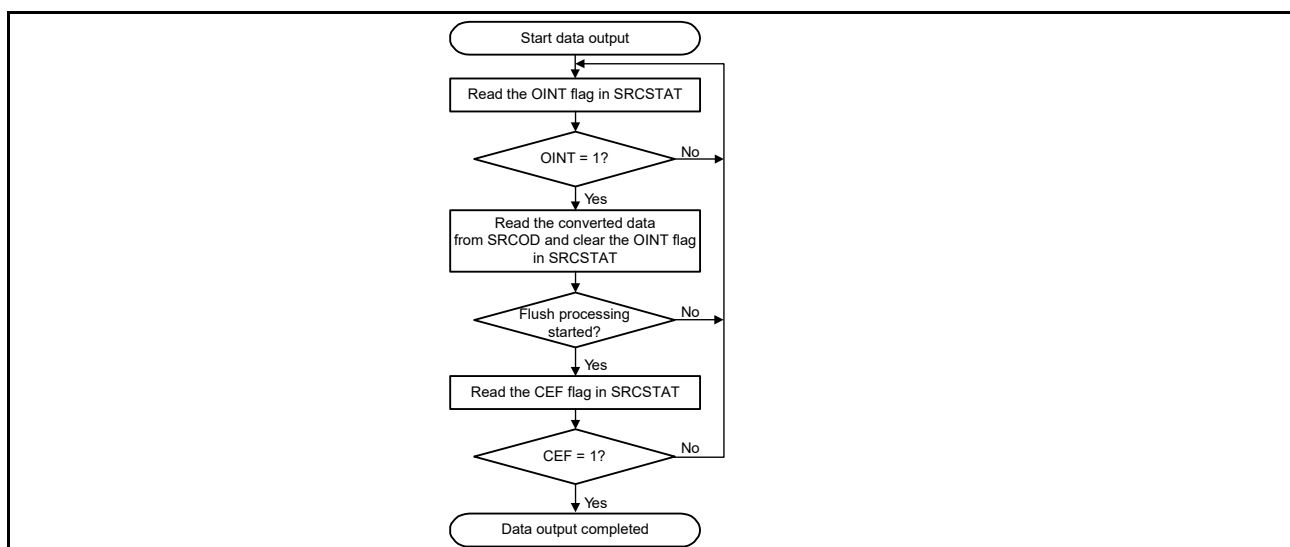 Start data output
Read the OINT flag in SRCSTAT
OINT = 1?
No
Yes
Read the converted data
from SRCOD and clear the OINT flag
in SRCSTAT
Flush processing
started?
No
Yes
Read the CEF flag in SRCSTAT
CEF = 1?
No
Yes
Data output completed